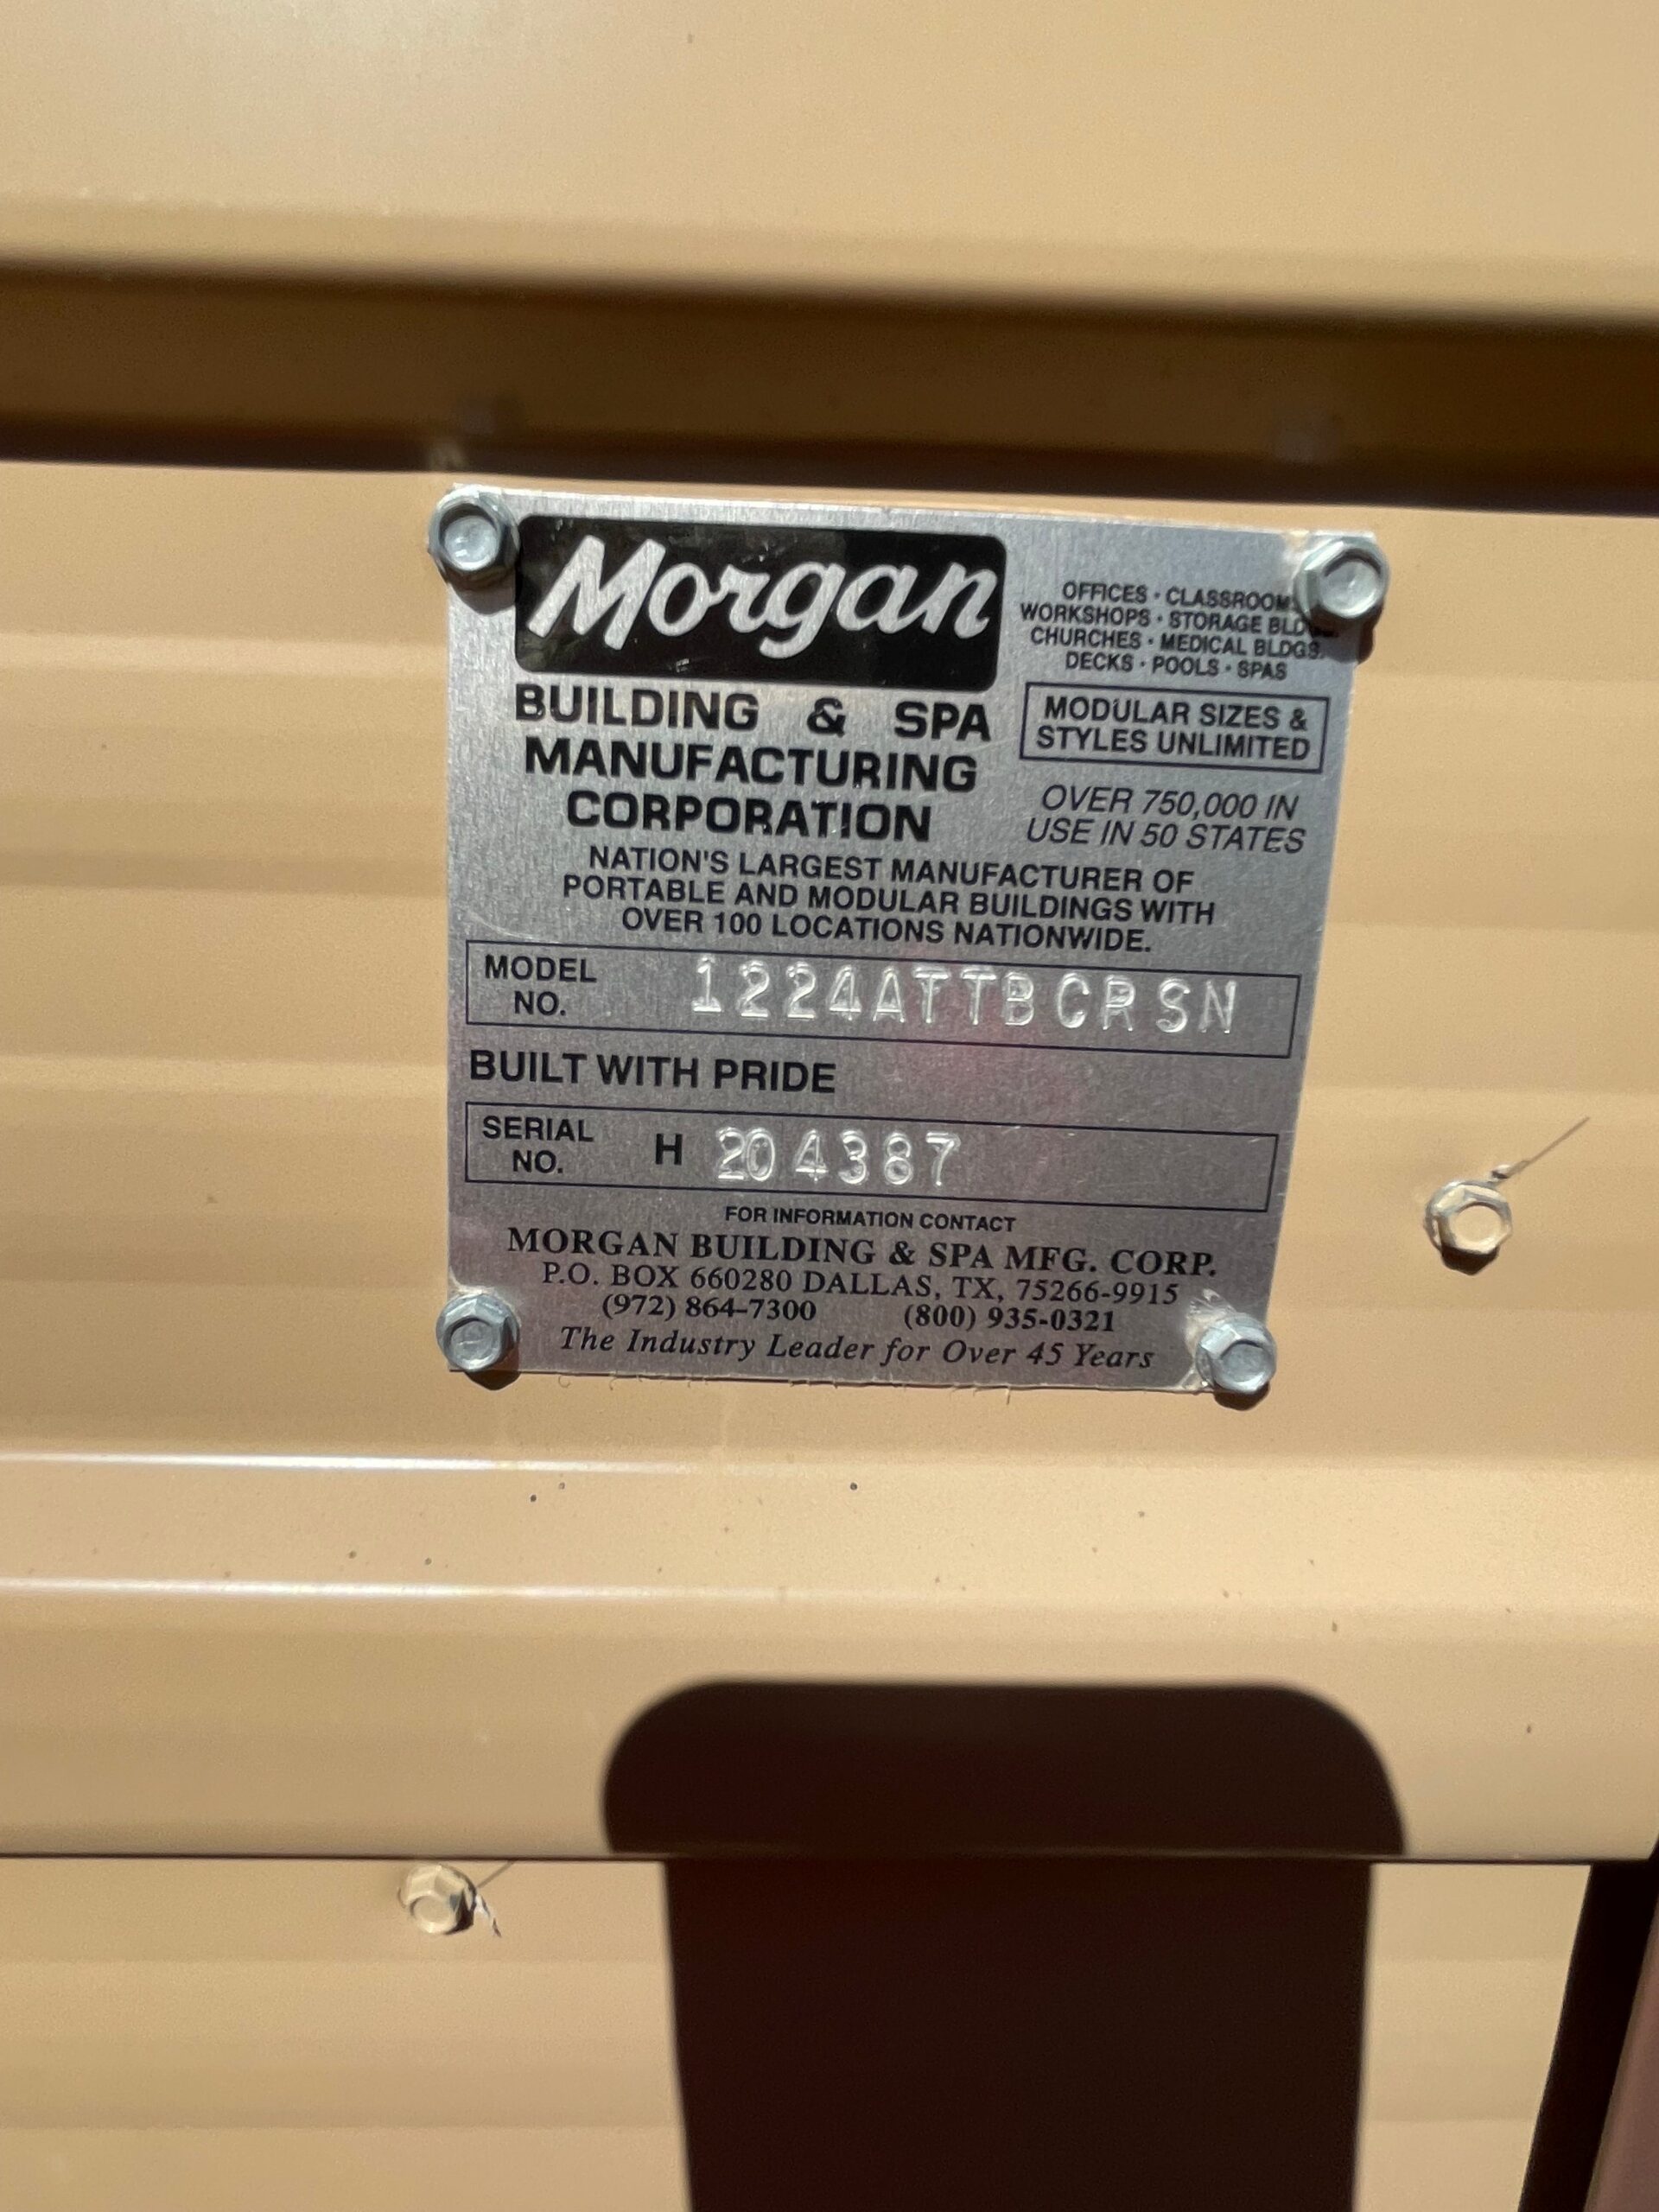 Morgan
BUILDING & SPA
MANUFACTURING
CORPORATION
OFFICES · CLASSROOMS
WORKSHOPS · STORAGE
CHURCHES · MEDICAL BLDGS.
DECKS · POOLS · SPAS
MODULAR SIZES &
STYLES UNLIMITED
OVER 750,000 IN
USE IN 50 STATES
NATION'S LARGEST MANUFACTURER OF
PORTABLE AND MODULAR BUILDINGS WITH
OVER 100 LOCATIONS NATIONWIDE.
MODEL
NO.
1224ATTBCRSN
BUILT WITH PRIDE
SERIAL
NO.
H 204387
FOR INFORMATION CONTACT
MORGAN BUILDING & SPA MFG. CORP.
P.O. BOX 660280 DALLAS, TX, 75266-9915
(972) 864-7300 (800) 935-0321
The Industry Leader for Over 45 Years